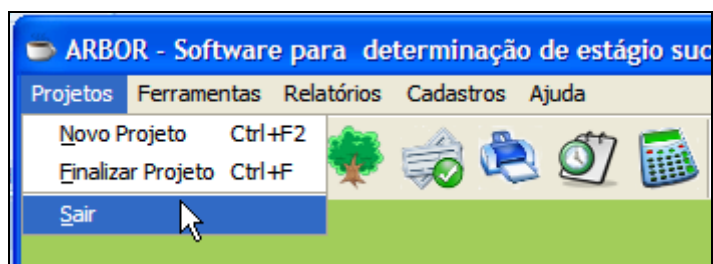 ARBOR - Software para determinação de estágio suc
Projetos Ferramentas Relatórios Cadastros Ajuda
Novo Projeto Ctrl+F2
Finalizar Projeto Ctrl+F
Sair